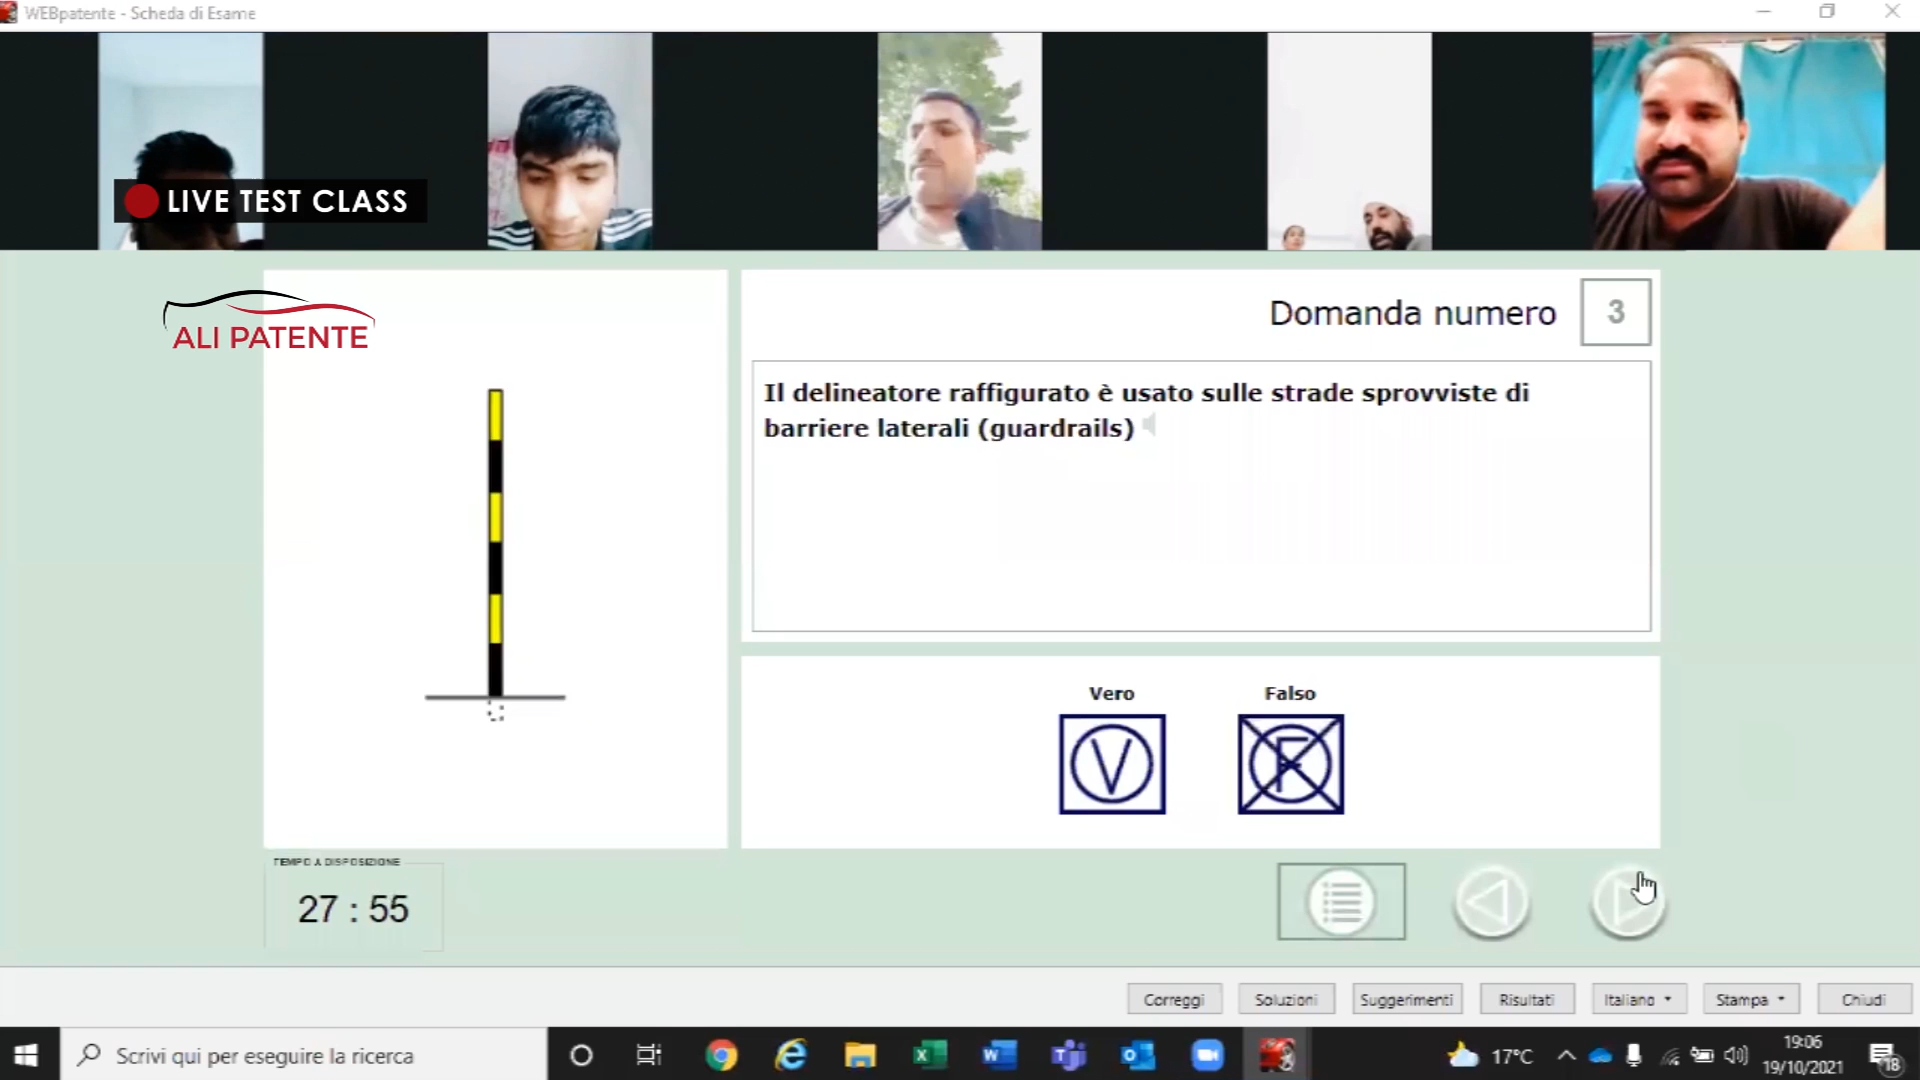 WEBpatente - Scheda di Esame
LIVE TEST CLASS
ALI PATENTE
Domanda numero 3
Il delineatore raffigurato è usato sulle strade sprovviste di
barriere laterali (guardrails)
Vero Falso
V F
TEMPO A DISPOSIZIONE
27 : 55
Correggi Soluzioni Suggerimenti Risultati Italiano Stampa Chiudi
Scrivi qui per eseguire la ricerca
17°C
19:06
19/10/2021
18